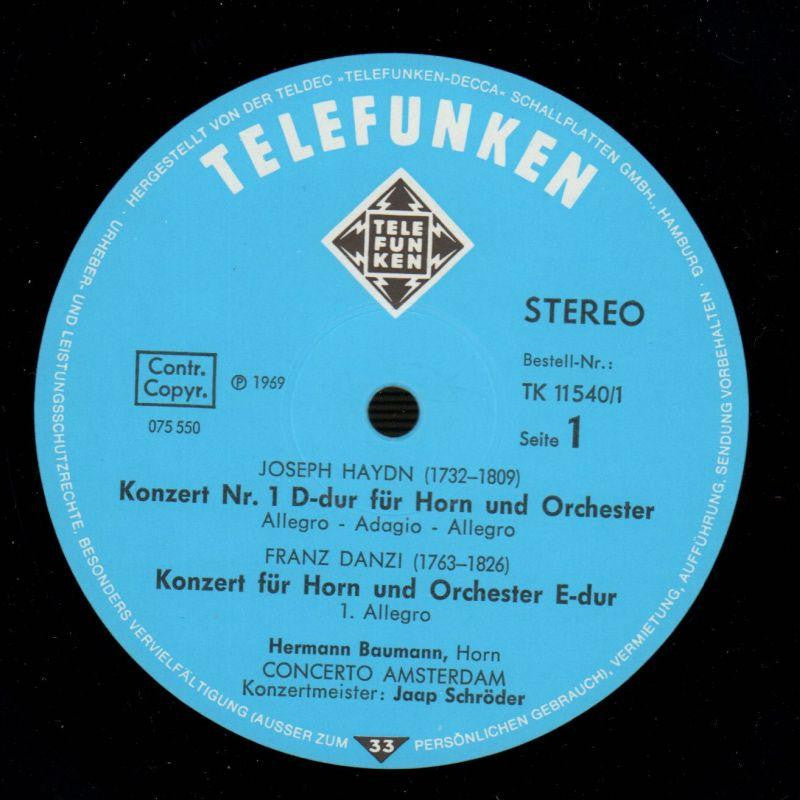 URHEBER- UND LEISTUNGSSCHUTZRECHTE, BESONDERS VERVIELFÄLTIGUNG (AUSSER ZUM PERSÖNLICHEN GEBRAUCH), VERMIETUNG, AUFFÜHRUNG, SENDUNG VORBEHALTEN · HERGESTELLT VON DER TELDEC »TELEFUNKEN-DECCA« SCHALLPLATTEN GMBH., HAMBURG ·
TELEFUNKEN
TELE
FUN
KEN
STEREO
Contr.
Copyr.
℗ 1969
075 550
Bestell-Nr.:
TK 11540/1
Seite 1
JOSEPH HAYDN (1732–1809)
Konzert Nr. 1 D-dur für Horn und Orchester
Allegro - Adagio - Allegro
FRANZ DANZI (1763–1826)
Konzert für Horn und Orchester E-dur
1. Allegro
Hermann Baumann, Horn
CONCERTO AMSTERDAM
Konzertmeister: Jaap Schröder
33